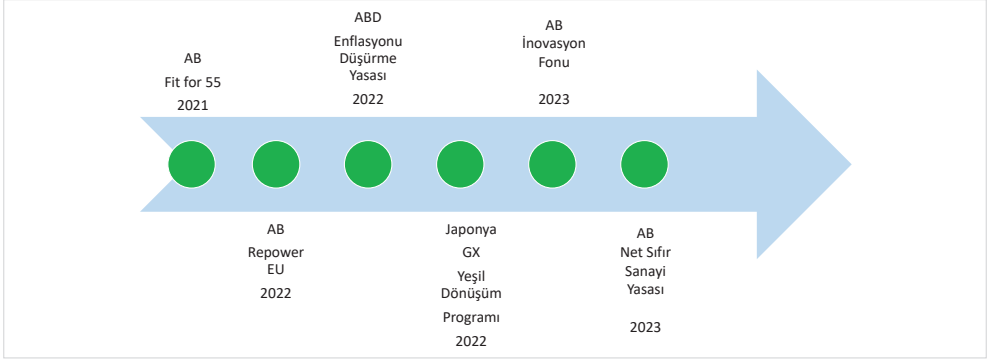 AB
Fit for 55
2021
AB
Repower
EU
2022
ABD
Enflasyonu
Düşürme
Yasası
2022
Japonya
GX
Yeşil
Dönüşüm
Programı
2022
AB
İnovasyon
Fonu
2023
AB
Net Sıfır
Sanayi
Yasası
2023